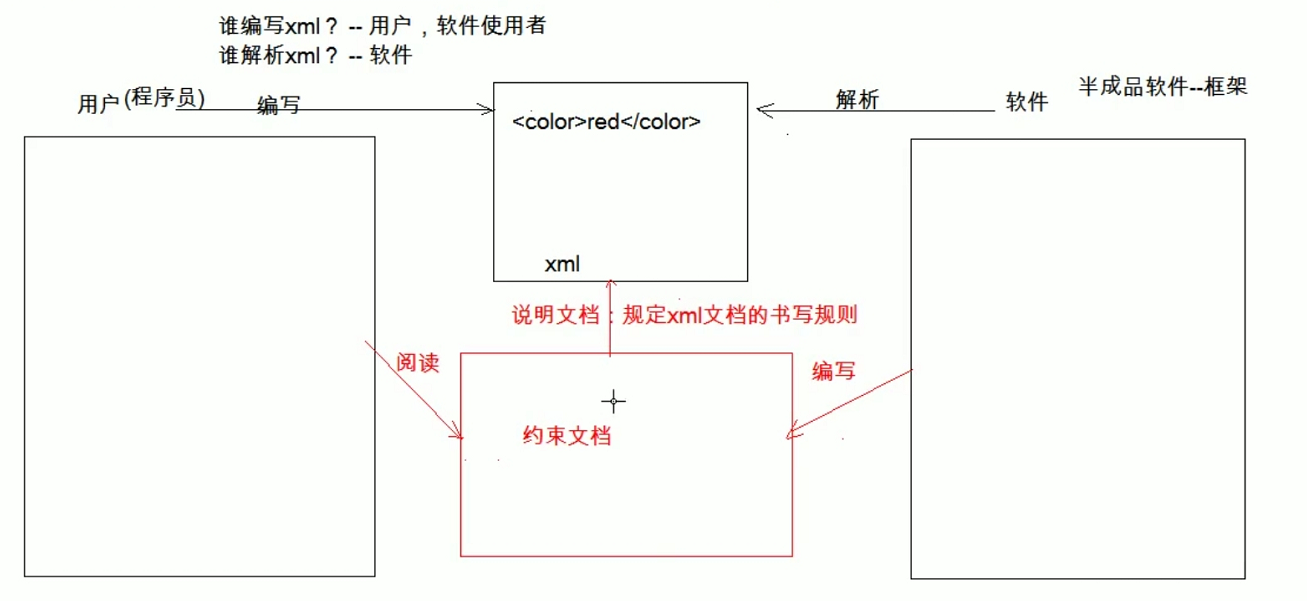 谁编写xml？ -- 用户，软件使用者
谁解析xml？ -- 软件
用户(程序员)
编写
<color>red</color>
xml
解析
软件
半成品软件--框架
说明文档：规定xml文档的书写规则
阅读
约束文档
编写